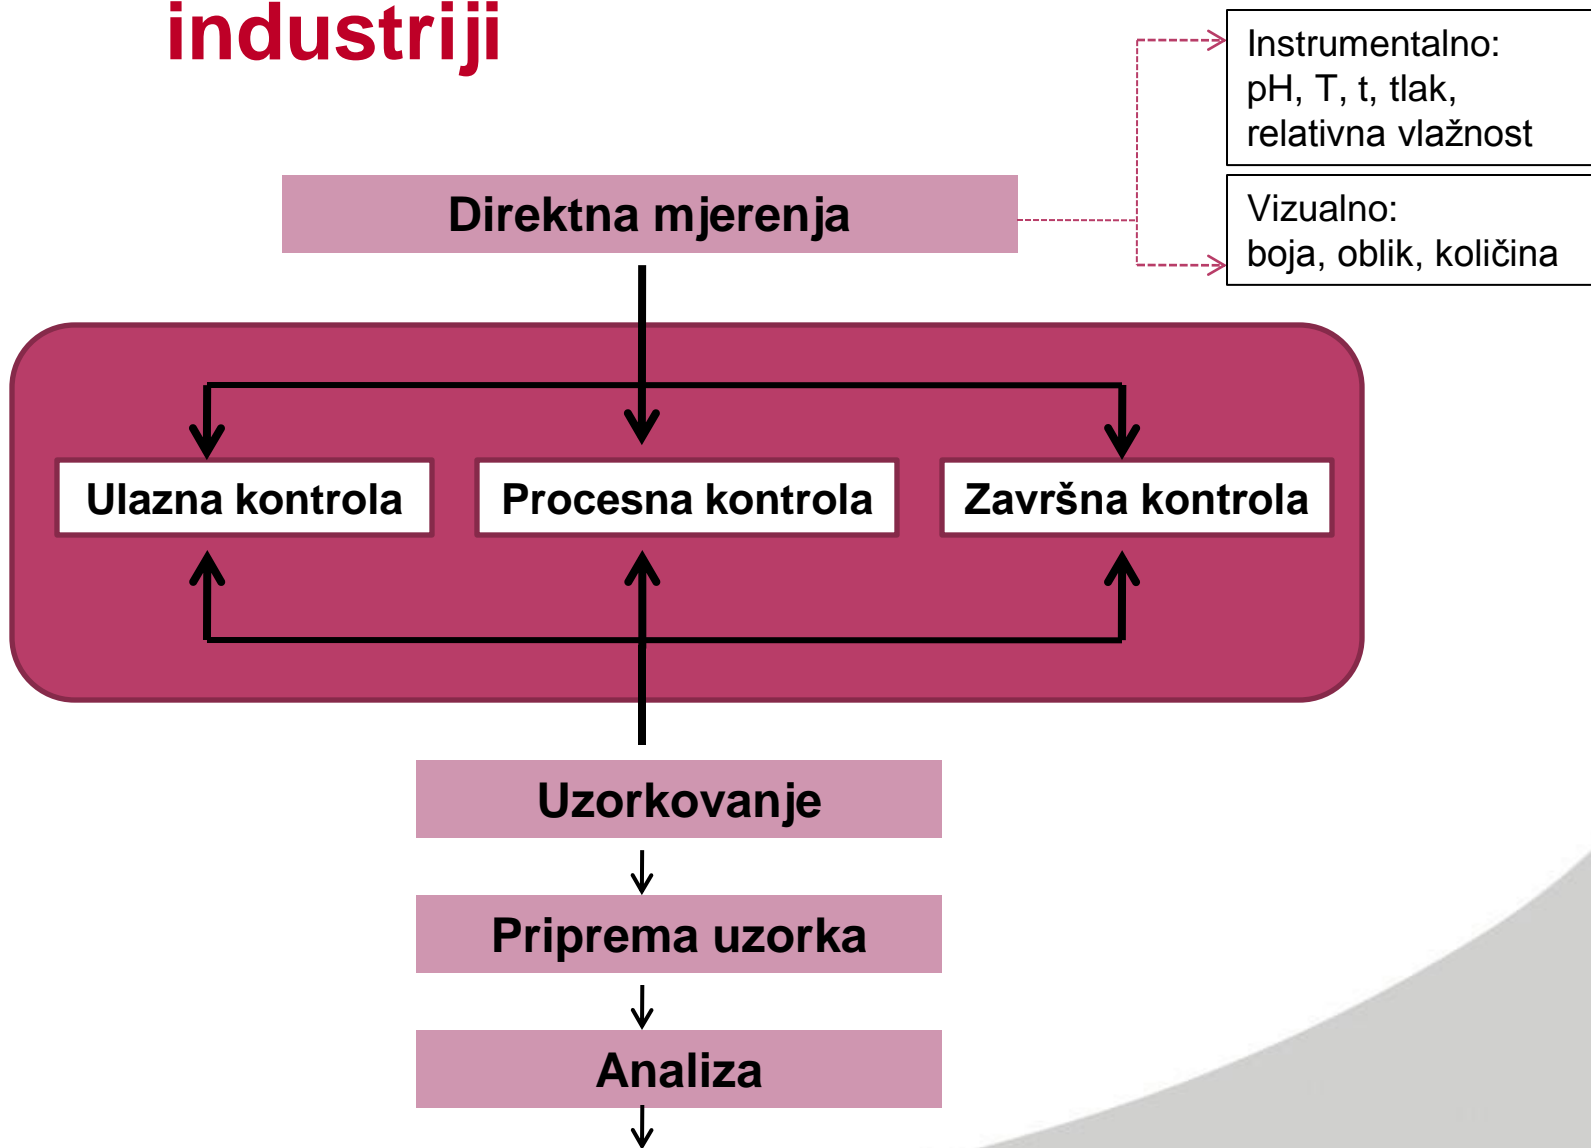 industriji
Instrumentalno:
pH, T, t, tlak,
relativna vlažnost
Direktna mjerenja
Vizualno:
boja, oblik, količina
Ulazna kontrola
Procesna kontrola
Završna kontrola
Uzorkovanje
Priprema uzorka
Analiza